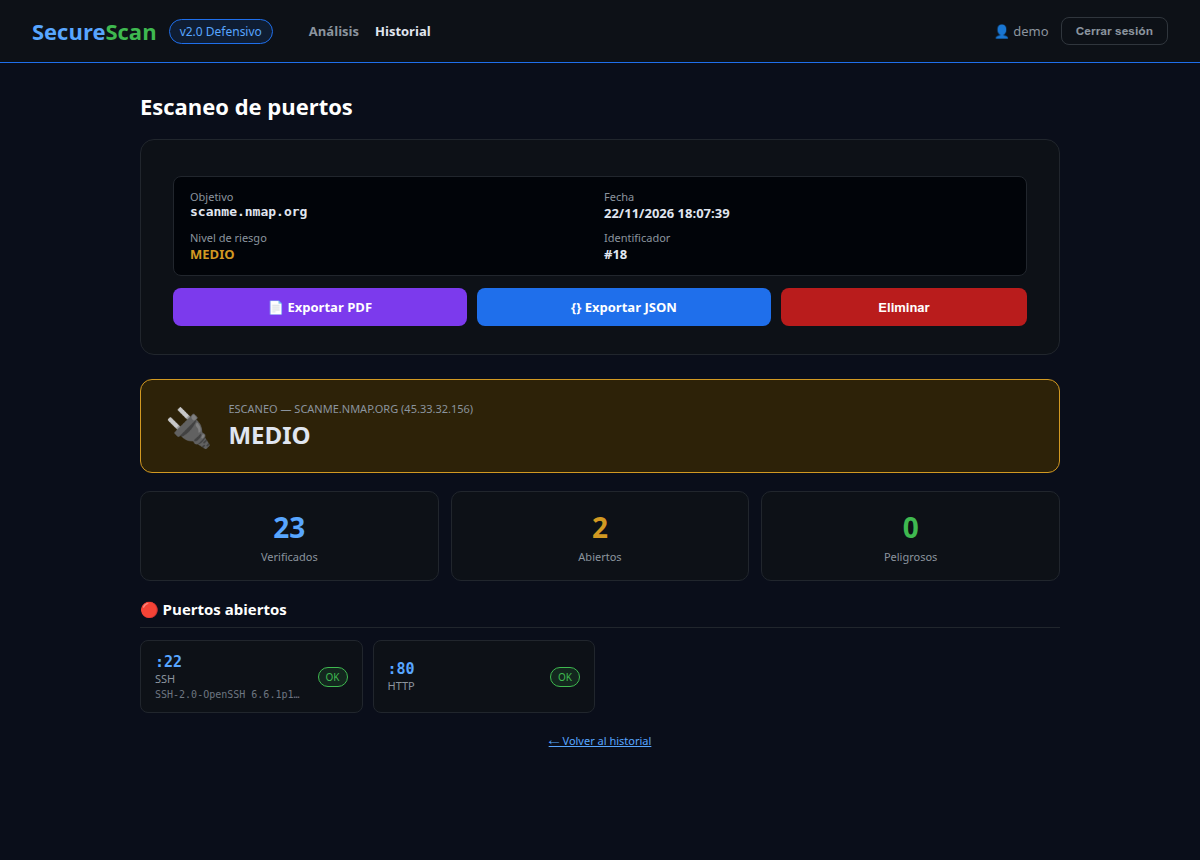 SecureScan v2.0 Defensivo Análisis Historial 👤 demo Cerrar sesión
Escaneo de puertos
Objetivo
scanme.nmap.org
Fecha
22/11/2026 18:07:39
Nivel de riesgo
MEDIO
Identificador
#18
📄 Exportar PDF
{} Exportar JSON
Eliminar
ESCANEO — SCANME.NMAP.ORG (45.33.32.156)
MEDIO
23
Verificados
2
Abiertos
0
Peligrosos
🔴 Puertos abiertos
:22
SSH
SSH-2.0-OpenSSH 6.6.1p1…
OK
:80
HTTP
OK
← Volver al historial